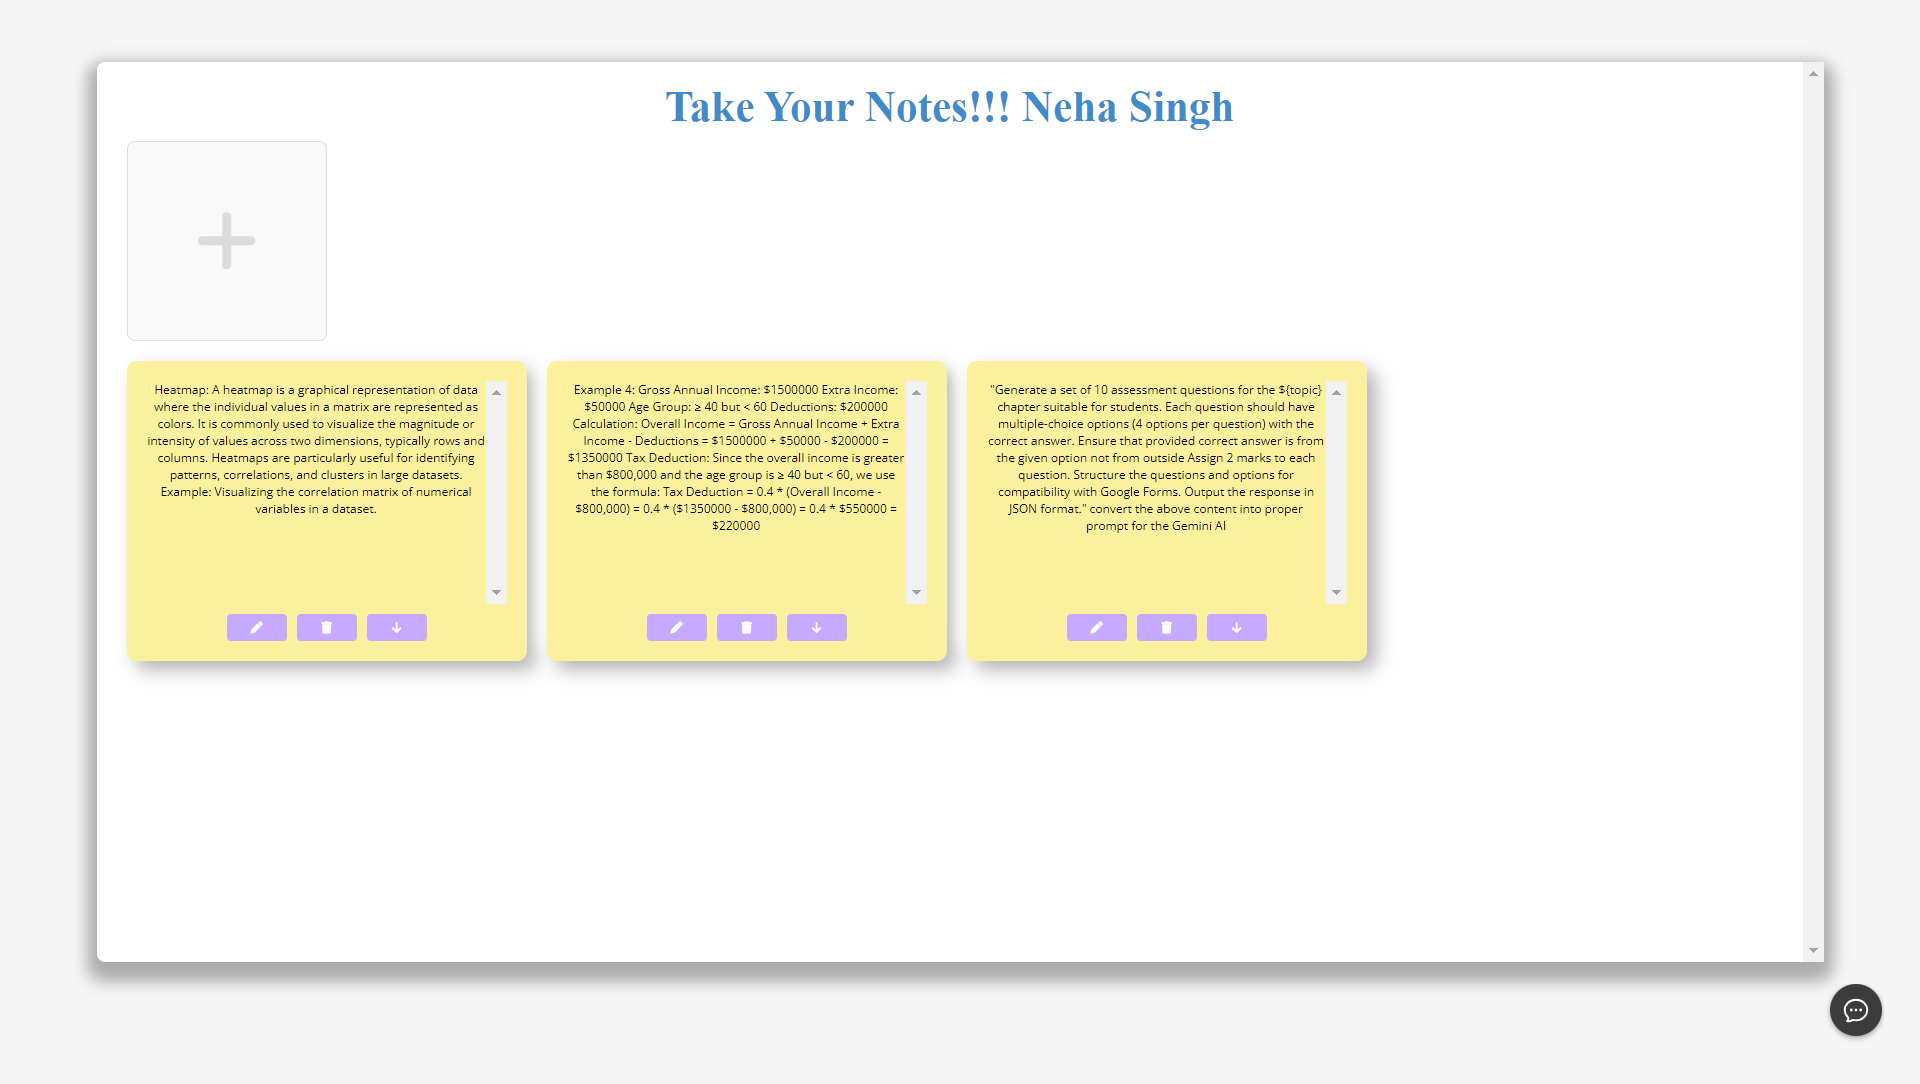 Take Your Notes!!! Neha Singh
Heatmap: A heatmap is a graphical representation of data
where the individual values in a matrix are represented as
colors. It is commonly used to visualize the magnitude or
intensity of values across two dimensions, typically rows and
columns. Heatmaps are particularly useful for identifying
patterns, correlations, and clusters in large datasets.
Example: Visualizing the correlation matrix of numerical
variables in a dataset.
Example 4: Gross Annual Income: $1500000 Extra Income:
$50000 Age Group: ≥ 40 but < 60 Deductions: $200000
Calculation: Overall Income = Gross Annual Income + Extra
Income - Deductions = $1500000 + $50000 - $200000 =
$1350000 Tax Deduction: Since the overall income is greater
than $800,000 and the age group is ≥ 40 but < 60, we use
the formula: Tax Deduction = 0.4 * (Overall Income -
$800,000) = 0.4 * ($1350000 - $800,000) = 0.4 * $550000 =
$220000
"Generate a set of 10 assessment questions for the ${topic}
chapter suitable for students. Each question should have
multiple-choice options (4 options per question) with the
correct answer. Ensure that provided correct answer is from
the given option not from outside Assign 2 marks to each
question. Structure the questions and options for
compatibility with Google Forms. Output the response in
JSON format." convert the above content into proper
prompt for the Gemini AI